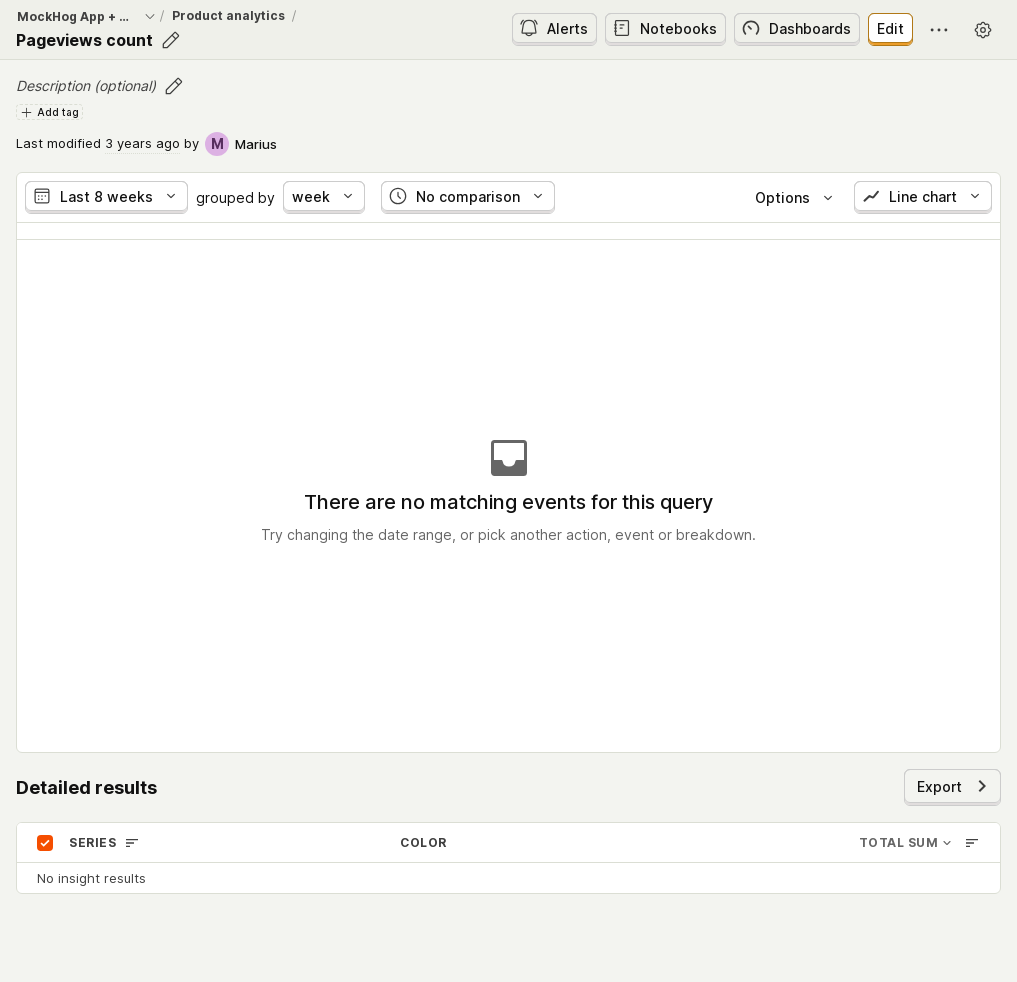 MockHog App + ...
/ Product analytics /
Pageviews count
Alerts
Notebooks
Dashboards
Edit
Description (optional)
Add tag
Last modified 3 years ago by M Marius
Last 8 weeks
grouped by
week
No comparison
Options
Line chart
There are no matching events for this query
Try changing the date range, or pick another action, event or breakdown.
Detailed results
Export
SERIES
COLOR
TOTAL SUM
No insight results